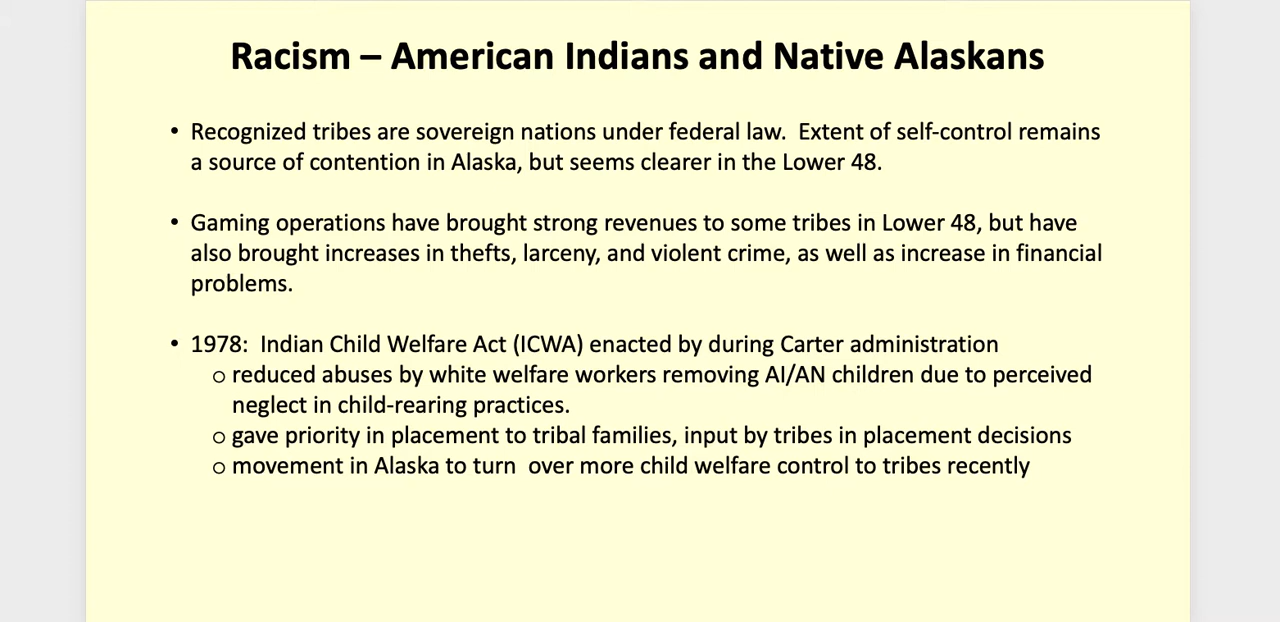 Racism – American Indians and Native Alaskans
• Recognized tribes are sovereign nations under federal law.  Extent of self-control remains
a source of contention in Alaska, but seems clearer in the Lower 48.
• Gaming operations have brought strong revenues to some tribes in Lower 48, but have
also brought increases in thefts, larceny, and violent crime, as well as increase in financial
problems.
• 1978:  Indian Child Welfare Act (ICWA) enacted by during Carter administration
o reduced abuses by white welfare workers removing AI/AN children due to perceived
neglect in child-rearing practices.
o gave priority in placement to tribal families, input by tribes in placement decisions
o movement in Alaska to turn  over more child welfare control to tribes recently